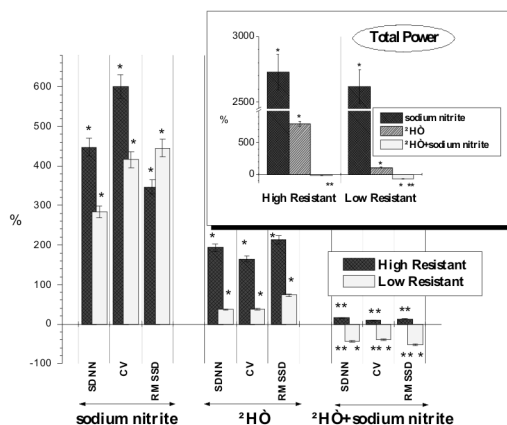 Total Power
3000
*
*
2500
sodium nitrite
²HÒ
²HÒ+sodium nitrite
%
500
*
*
0
**
* **
High Resistant
Low Resistant
600
500
400
300
200
100
0
-100
%
*
*
*
*
*
*
*
*
*
*
*
*
High Resistant
Low Resistant
**
**
**
** *
** *
** *
SDNN
CV
RMSSD
SDNN
CV
RMSSD
SDNN
CV
RMSSD
sodium nitrite
²HÒ
²HÒ+sodium nitrite